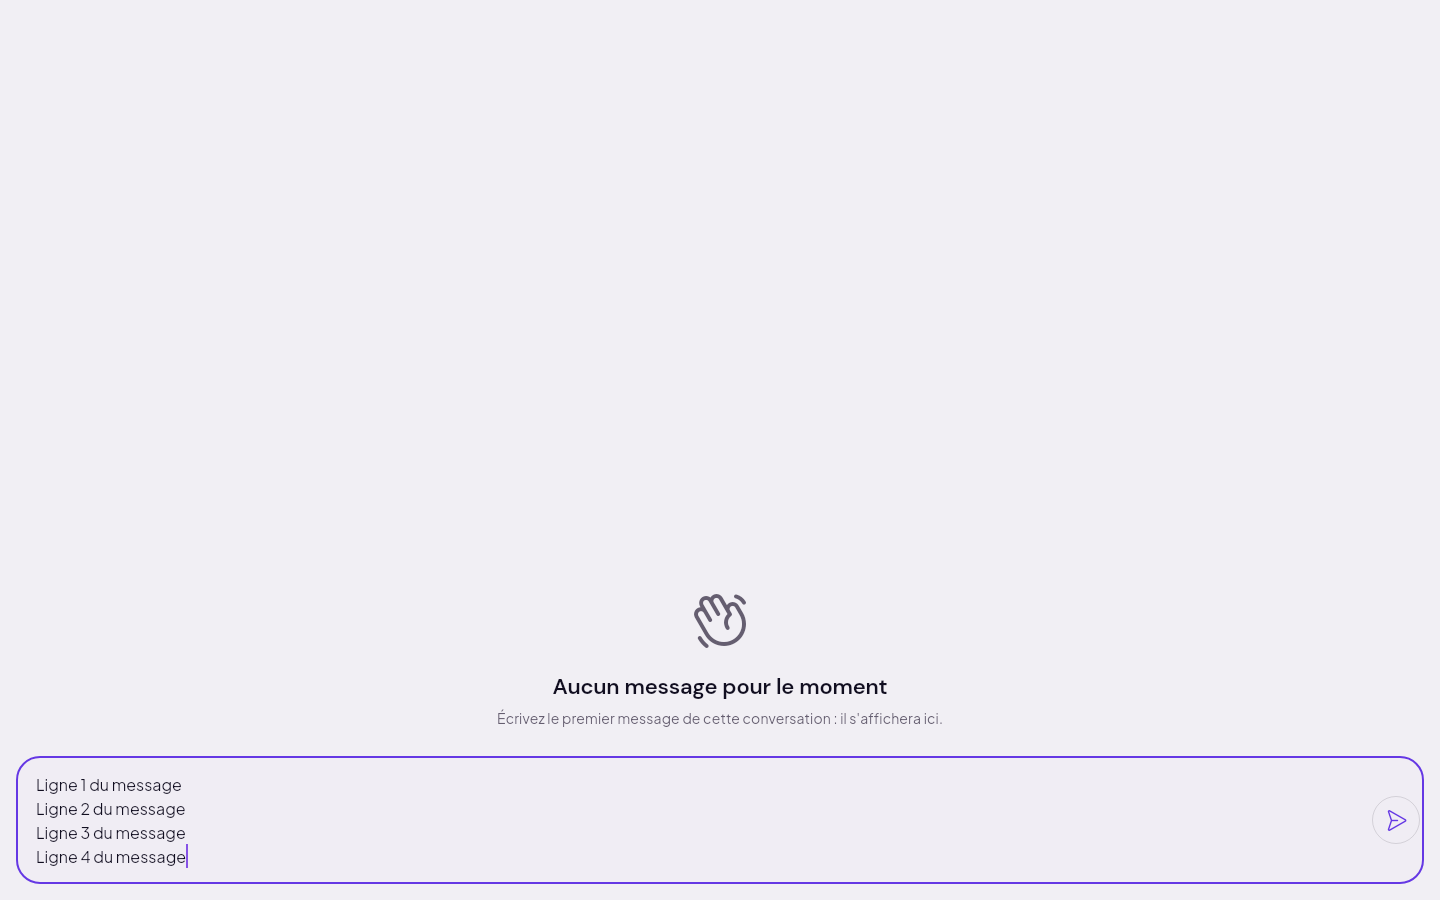 Aucun message pour le moment
Écrivez le premier message de cette conversation : il s'affichera ici.
Ligne 1 du message
Ligne 2 du message
Ligne 3 du message
Ligne 4 du message